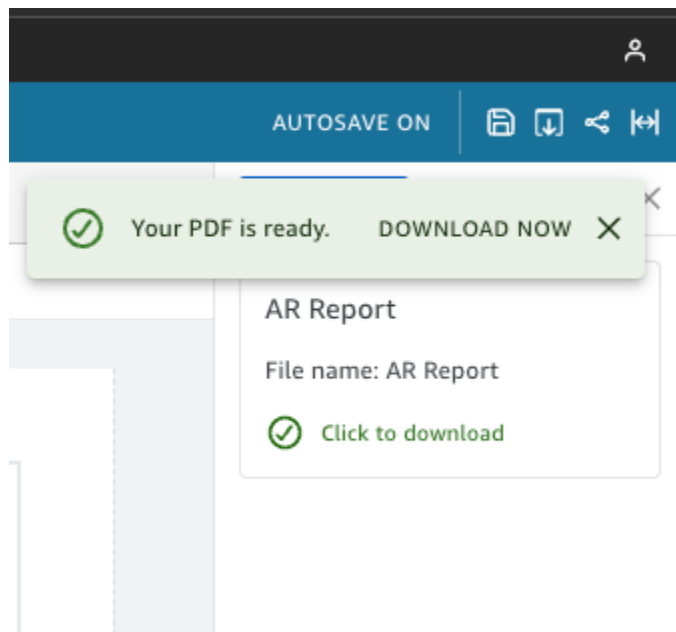 AUTOSAVE ON
Your PDF is ready. DOWNLOAD NOW
AR Report
File name: AR Report
Click to download